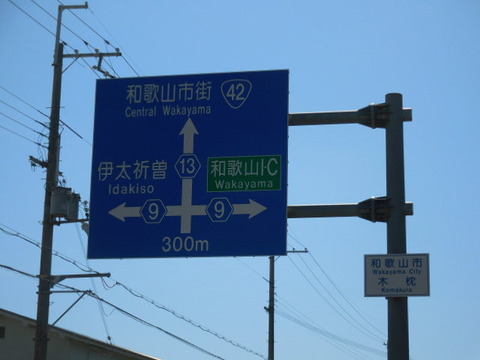 和歌山市街 42
Central Wakayama
伊太祈曽
Idakiso
13
和歌山I·C
Wakayama
9
9
300m
和歌山市
Wakayama City
木枕
Komakura